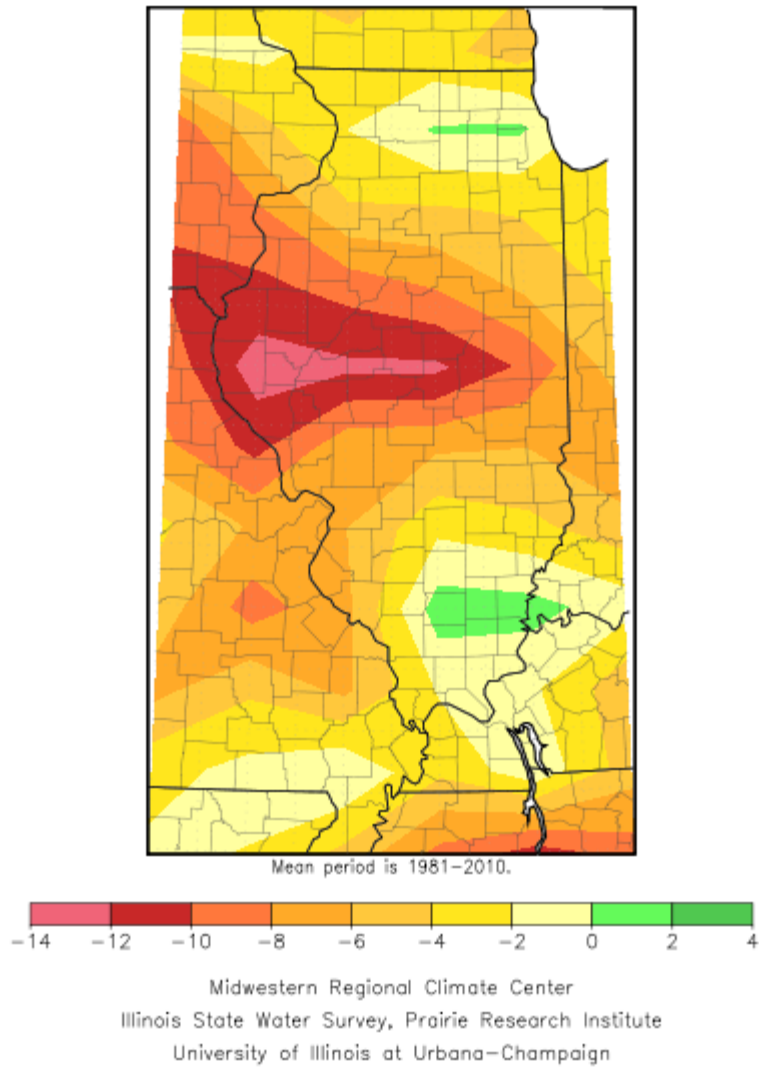 Mean period is 1981-2010.
-14 -12 -10 -8 -6 -4 -2 0 2 4
Midwestern Regional Climate Center
Illinois State Water Survey, Prairie Research Institute
University of Illinois at Urbana-Champaign